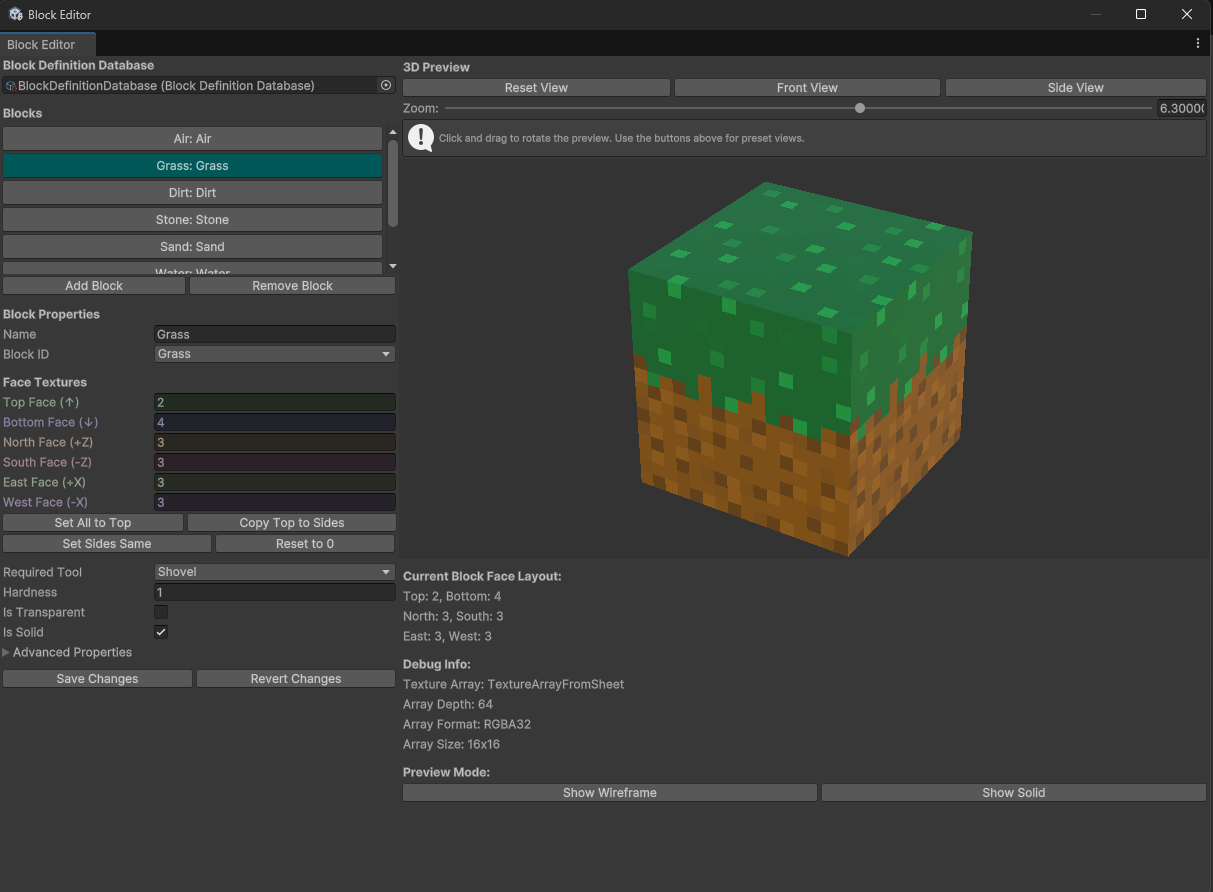 Block Editor
Block Editor
Block Definition Database
BlockDefinitionDatabase (Block Definition Database)
Blocks
Air: Air
Grass: Grass
Dirt: Dirt
Stone: Stone
Sand: Sand
Water: Water
Add Block
Remove Block
Block Properties
Name
Grass
Block ID
Grass
Face Textures
Top Face (↑)
2
Bottom Face (↓)
4
North Face (+Z)
3
South Face (-Z)
3
East Face (+X)
3
West Face (-X)
3
Set All to Top
Copy Top to Sides
Set Sides Same
Reset to 0
Required Tool
Shovel
Hardness
1
Is Transparent
Is Solid
Advanced Properties
Save Changes
Revert Changes
3D Preview
Reset View
Front View
Side View
Zoom:
6.30000
Click and drag to rotate the preview. Use the buttons above for preset views.
Current Block Face Layout:
Top: 2, Bottom: 4
North: 3, South: 3
East: 3, West: 3
Debug Info:
Texture Array: TextureArrayFromSheet
Array Depth: 64
Array Format: RGBA32
Array Size: 16x16
Preview Mode:
Show Wireframe
Show Solid